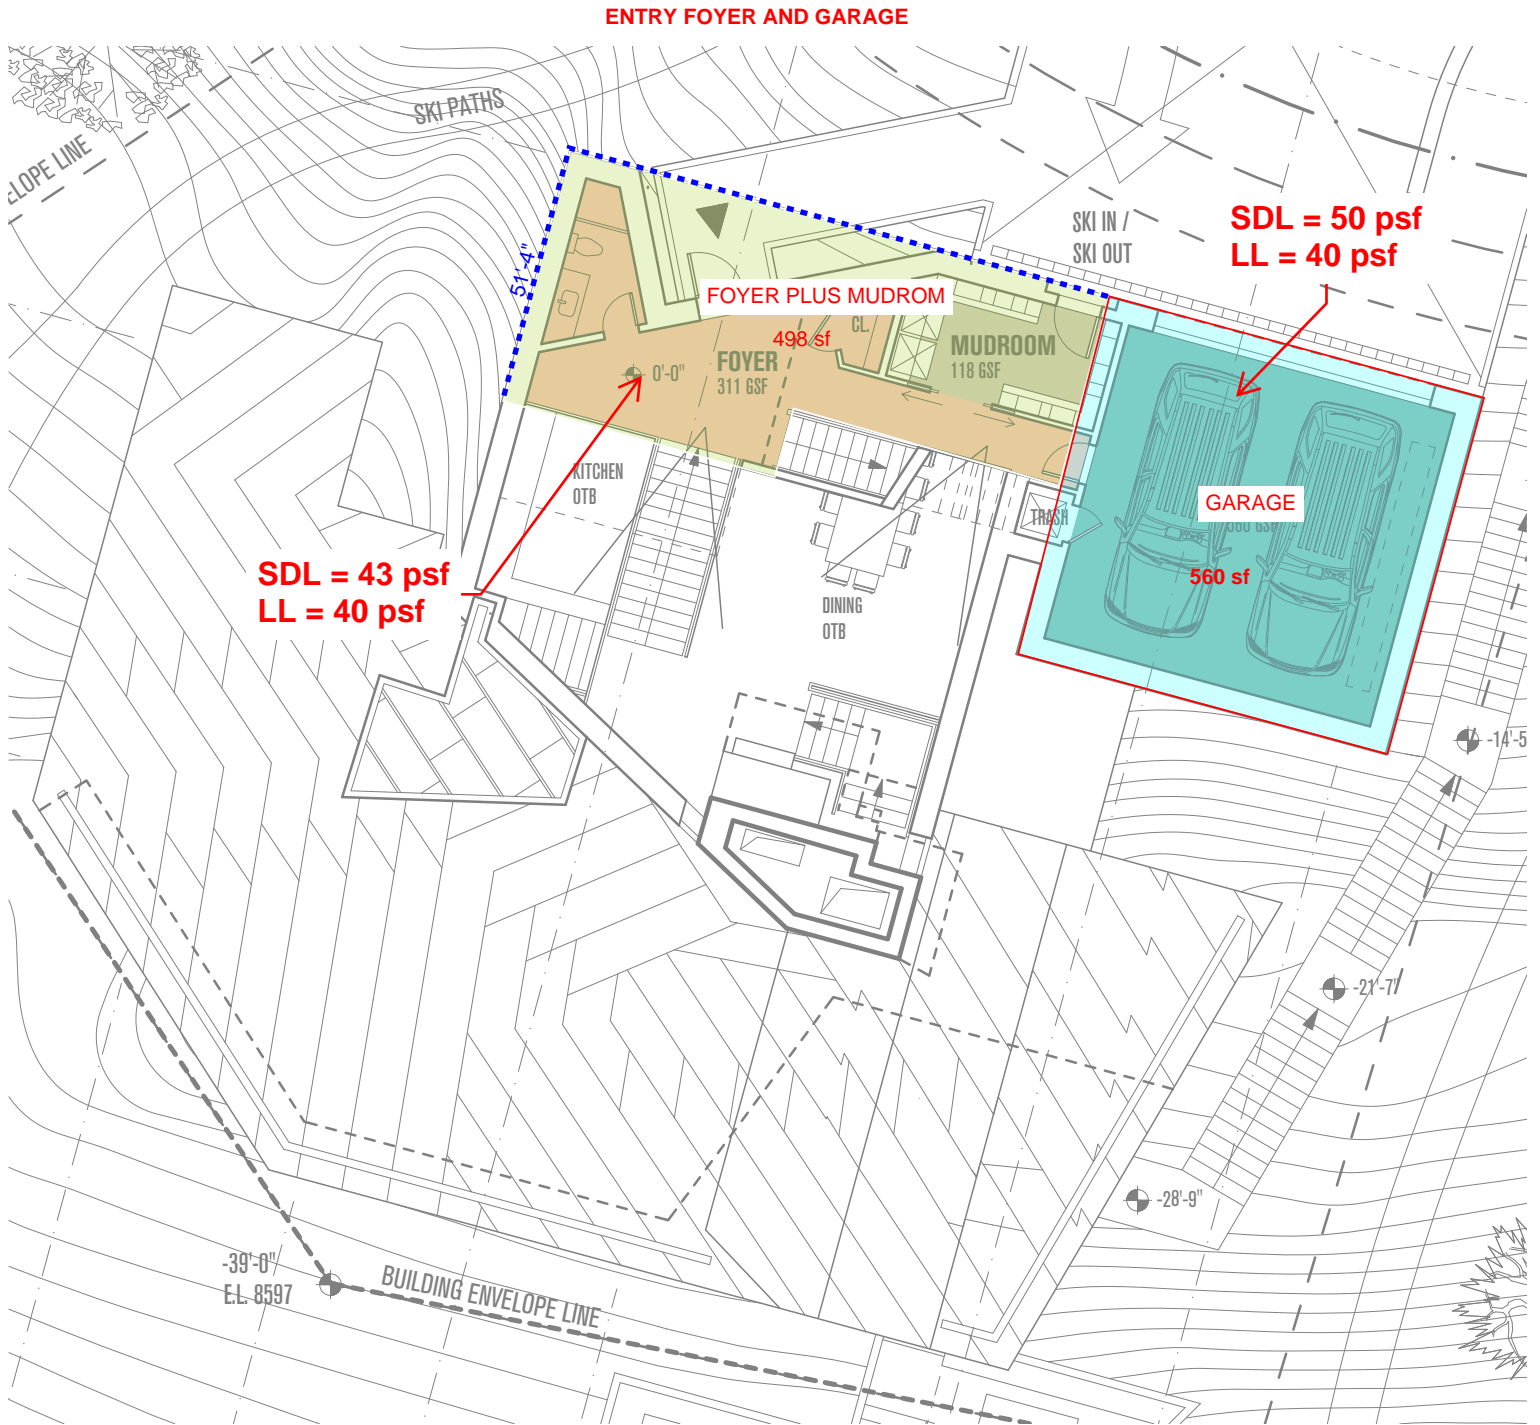 ENTRY FOYER AND GARAGE
SKI PATHS
ELOPE LINE
SKI IN /
SKI OUT
SDL = 50 psf
LL = 40 psf
51'-4"
FOYER PLUS MUDROM
CL.
498 sf
MUDROOM
118 GSF
FOYER
311 GSF
0'-0"
KITCHEN
OTB
GARAGE
560 GSF
TRASH
560 sf
SDL = 43 psf
LL = 40 psf
DINING
OTB
-14'-5
-21'-7"
-28'-9"
-39'-0"
E.L. 8597
BUILDING ENVELOPE LINE